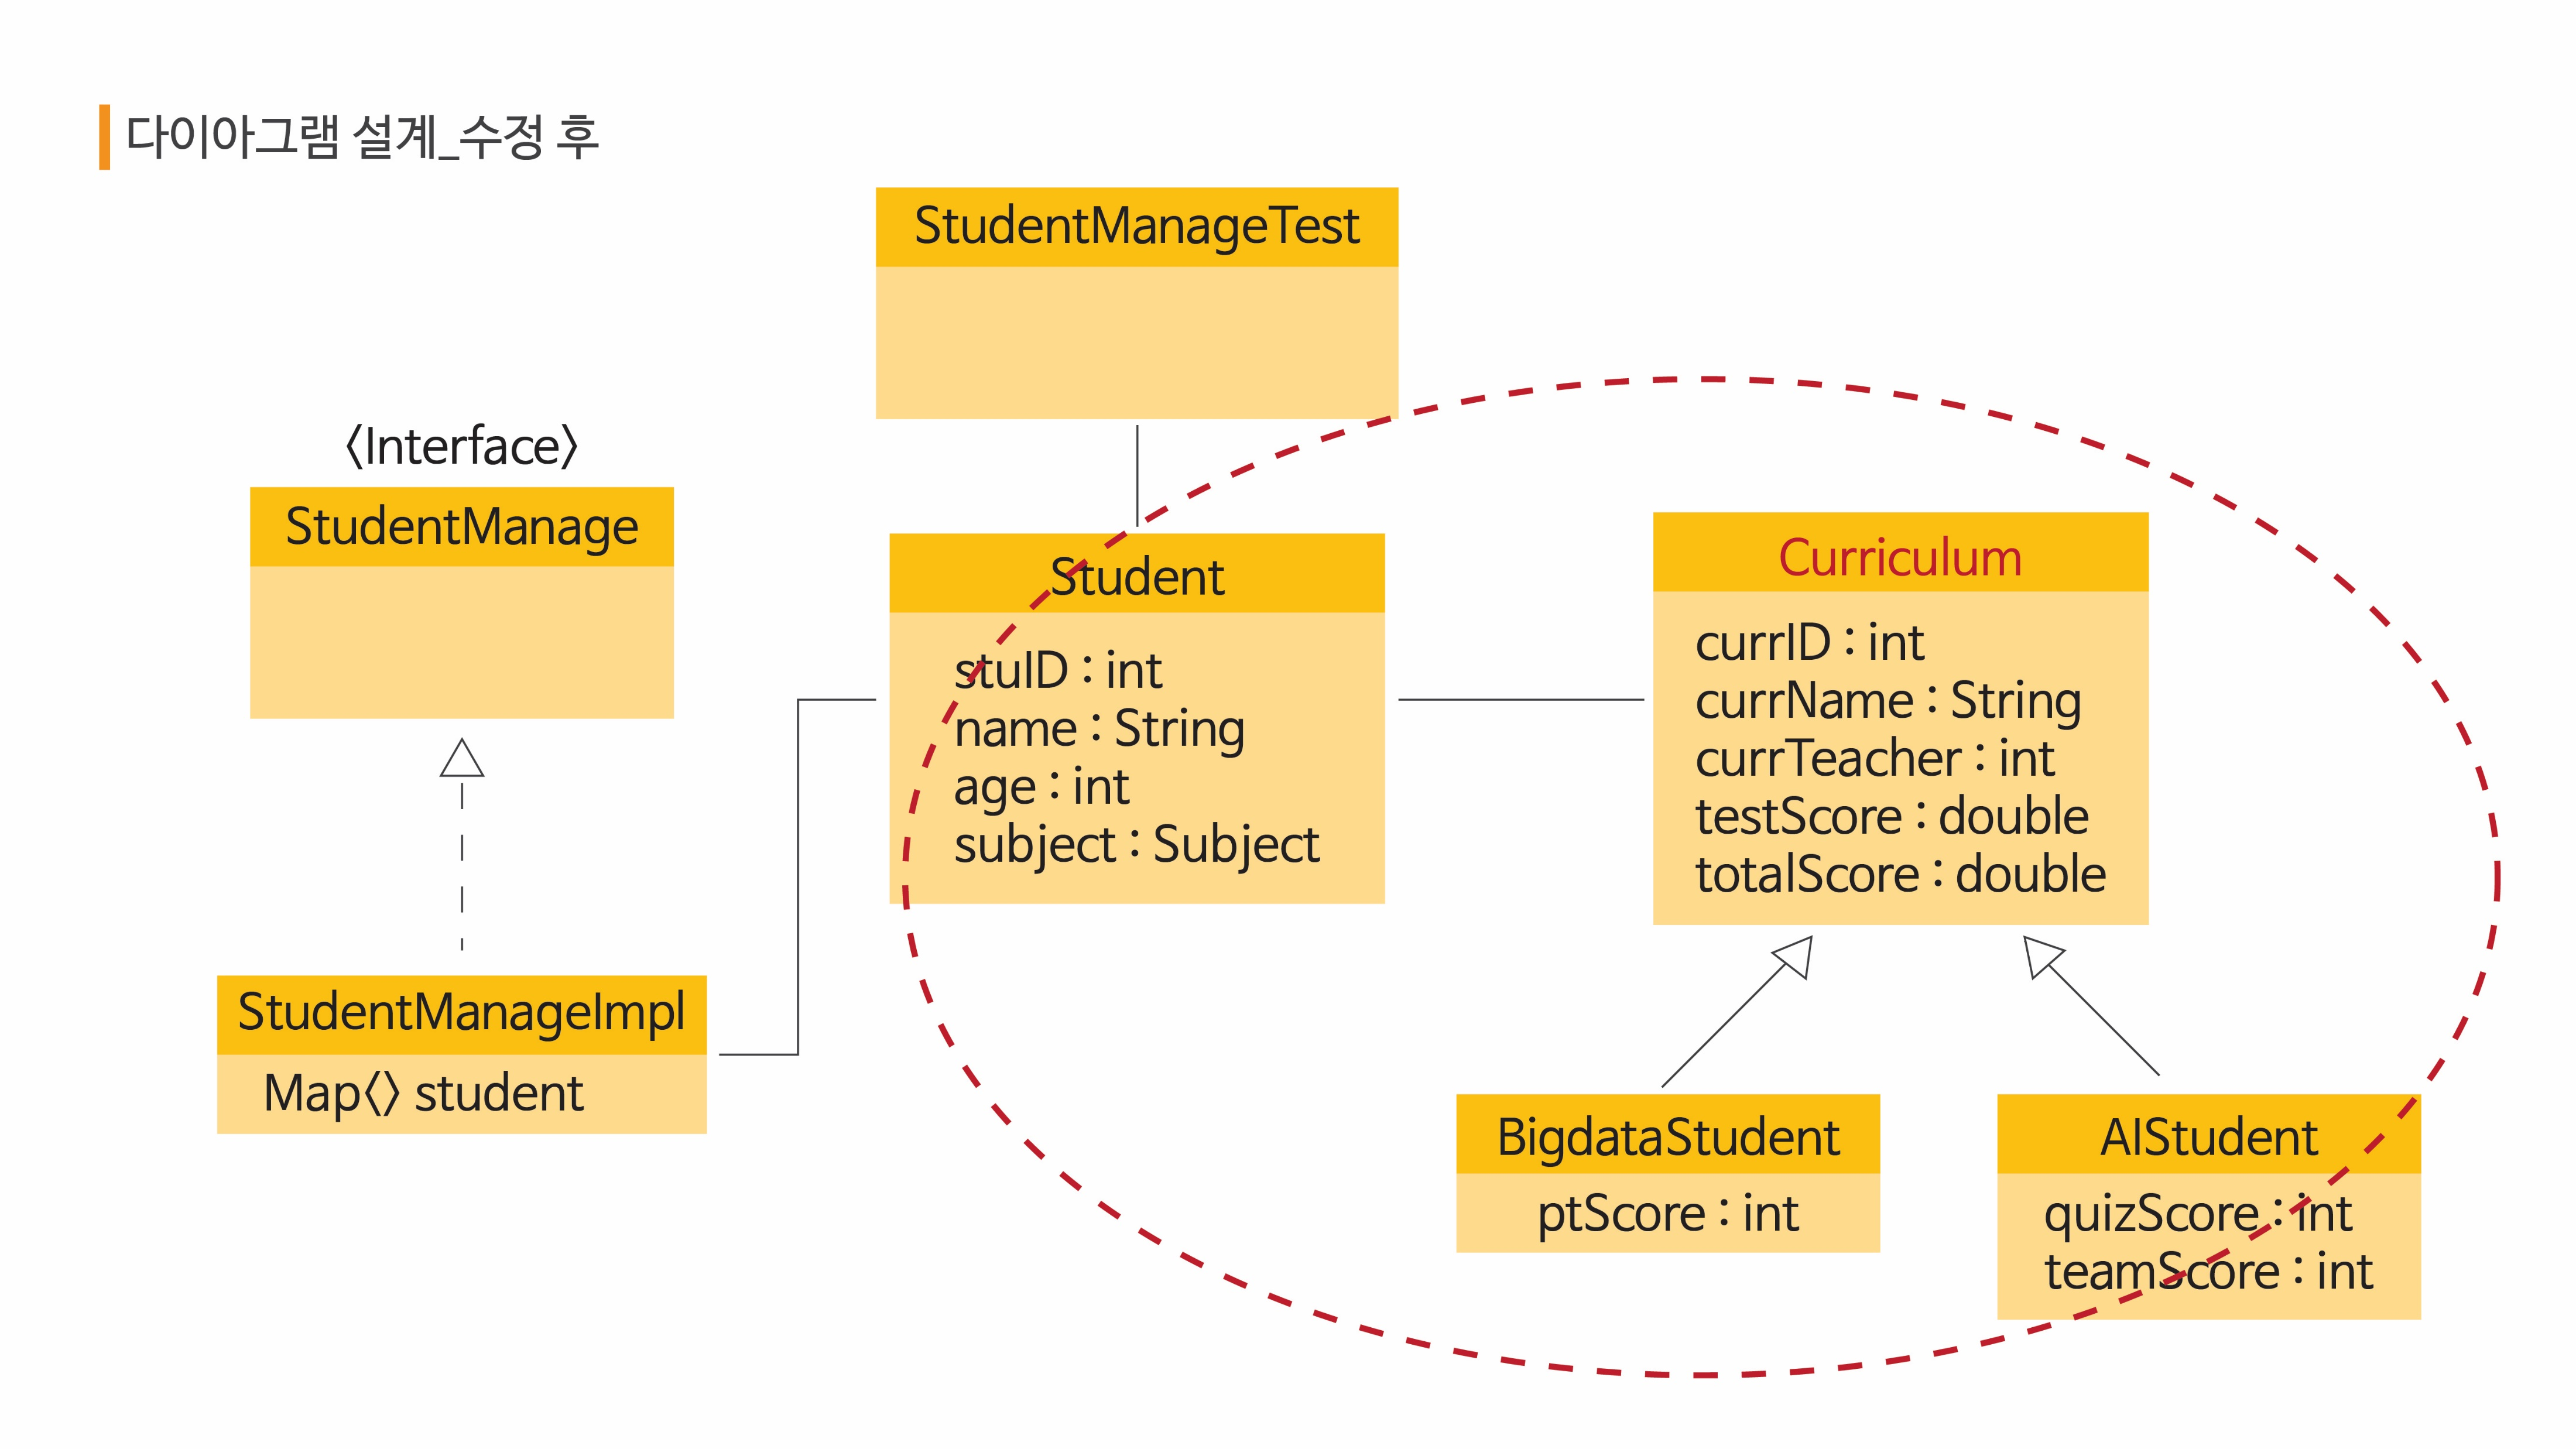 다이아그램 설계_수정 후
StudentManageTest
〈Interface〉
StudentManage
Student
stuID : int
name : String
age : int
subject : Subject
Curriculum
currID : int
currName : String
currTeacher : int
testScore : double
totalScore : double
StudentManageImpl
Map〈〉 student
BigdataStudent
ptScore : int
AIStudent
quizScore : int
teamScore : int